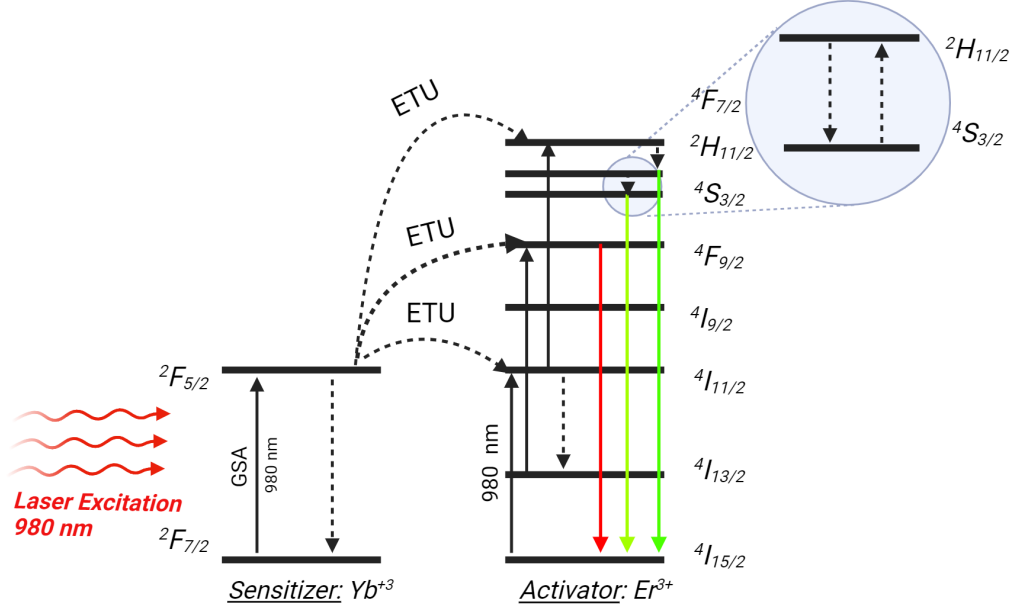 ETU
ETU
ETU
²H₁₁/₂
⁴S₃/₂
⁴F₇/₂
²H₁₁/₂
⁴S₃/₂
⁴F₉/₂
⁴I₉/₂
⁴I₁₁/₂
⁴I₁₃/₂
⁴I₁₅/₂
²F₅/₂
GSA
980 nm
980 nm
Laser Excitation
980 nm
²F₇/₂
Sensitizer: Yb⁺³
Activator: Er³⁺